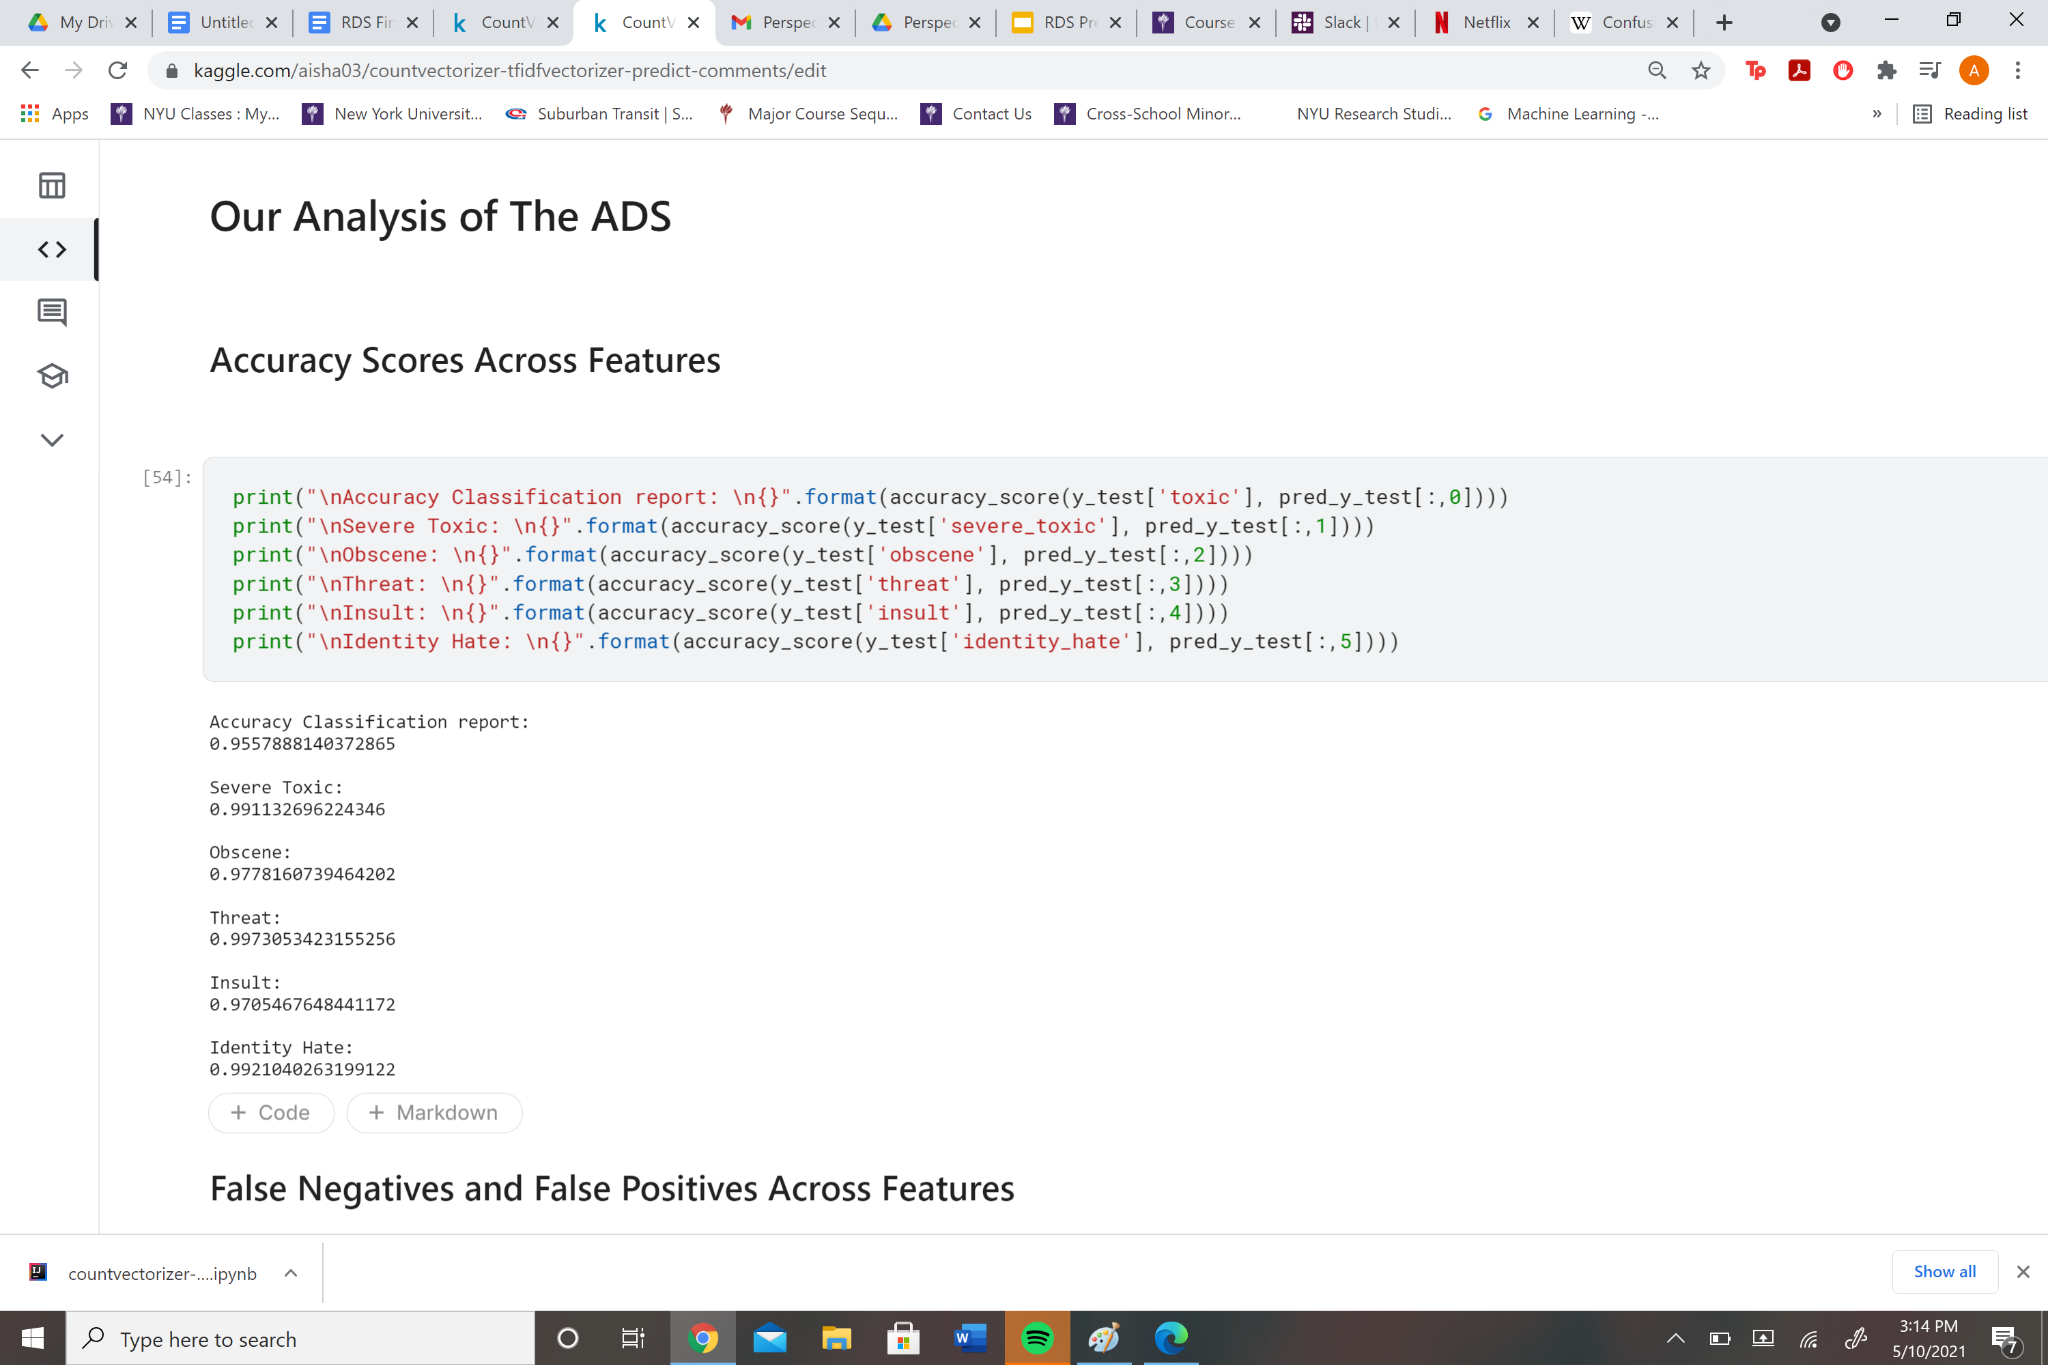 My Dri
Untitled
RDS Fir
CountV
CountV
Perspec
Perspec
RDS Pre
Course
Slack |
Netflix
Confus
kaggle.com/aisha03/countvectorizer-tfidfvectorizer-predict-comments/edit
Apps
NYU Classes : My...
New York Universit...
Suburban Transit | S...
Major Course Sequ...
Contact Us
Cross-School Minor...
NYU Research Studi...
Machine Learning -...
»
Reading list
Our Analysis of The ADS
Accuracy Scores Across Features
[54]:
print("\nAccuracy Classification report: \n{}".format(accuracy_score(y_test['toxic'], pred_y_test[:,0])))
print("\nSevere Toxic: \n{}".format(accuracy_score(y_test['severe_toxic'], pred_y_test[:,1])))
print("\nObscene: \n{}".format(accuracy_score(y_test['obscene'], pred_y_test[:,2])))
print("\nThreat: \n{}".format(accuracy_score(y_test['threat'], pred_y_test[:,3])))
print("\nInsult: \n{}".format(accuracy_score(y_test['insult'], pred_y_test[:,4])))
print("\nIdentity Hate: \n{}".format(accuracy_score(y_test['identity_hate'], pred_y_test[:,5])))
Accuracy Classification report:
0.9557888140372865
Severe Toxic:
0.991132696224346
Obscene:
0.9778160739464202
Threat:
0.9973053423155256
Insult:
0.9705467648441172
Identity Hate:
0.9921040263199122
+ Code
+ Markdown
False Negatives and False Positives Across Features
countvectorizer-....ipynb
Show all
Type here to search
3:14 PM
5/10/2021
7